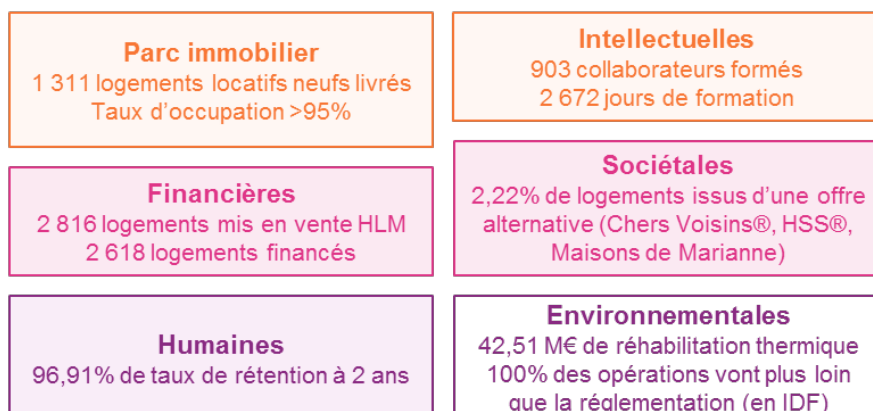 Parc immobilier
1 311 logements locatifs neufs livrés
Taux d'occupation >95%
Intellectuelles
903 collaborateurs formés
2 672 jours de formation
Financières
2 816 logements mis en vente HLM
2 618 logements financés
Sociétales
2,22% de logements issus d'une offre
alternative (Chers Voisins®, HSS®,
Maisons de Marianne)
Humaines
96,91% de taux de rétention à 2 ans
Environnementales
42,51 M€ de réhabilitation thermique
100% des opérations vont plus loin
que la réglementation (en IDF)